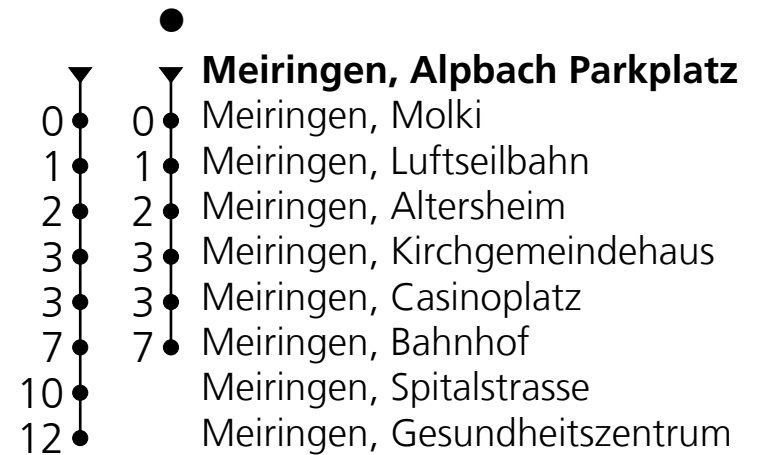 Meiringen, Alpbach Parkplatz
0 0 Meiringen, Molki
1 1 Meiringen, Luftseilbahn
2 2 Meiringen, Altersheim
3 3 Meiringen, Kirchgemeindehaus
3 3 Meiringen, Casinoplatz
7 7 Meiringen, Bahnhof
10 Meiringen, Spitalstrasse
12 Meiringen, Gesundheitszentrum